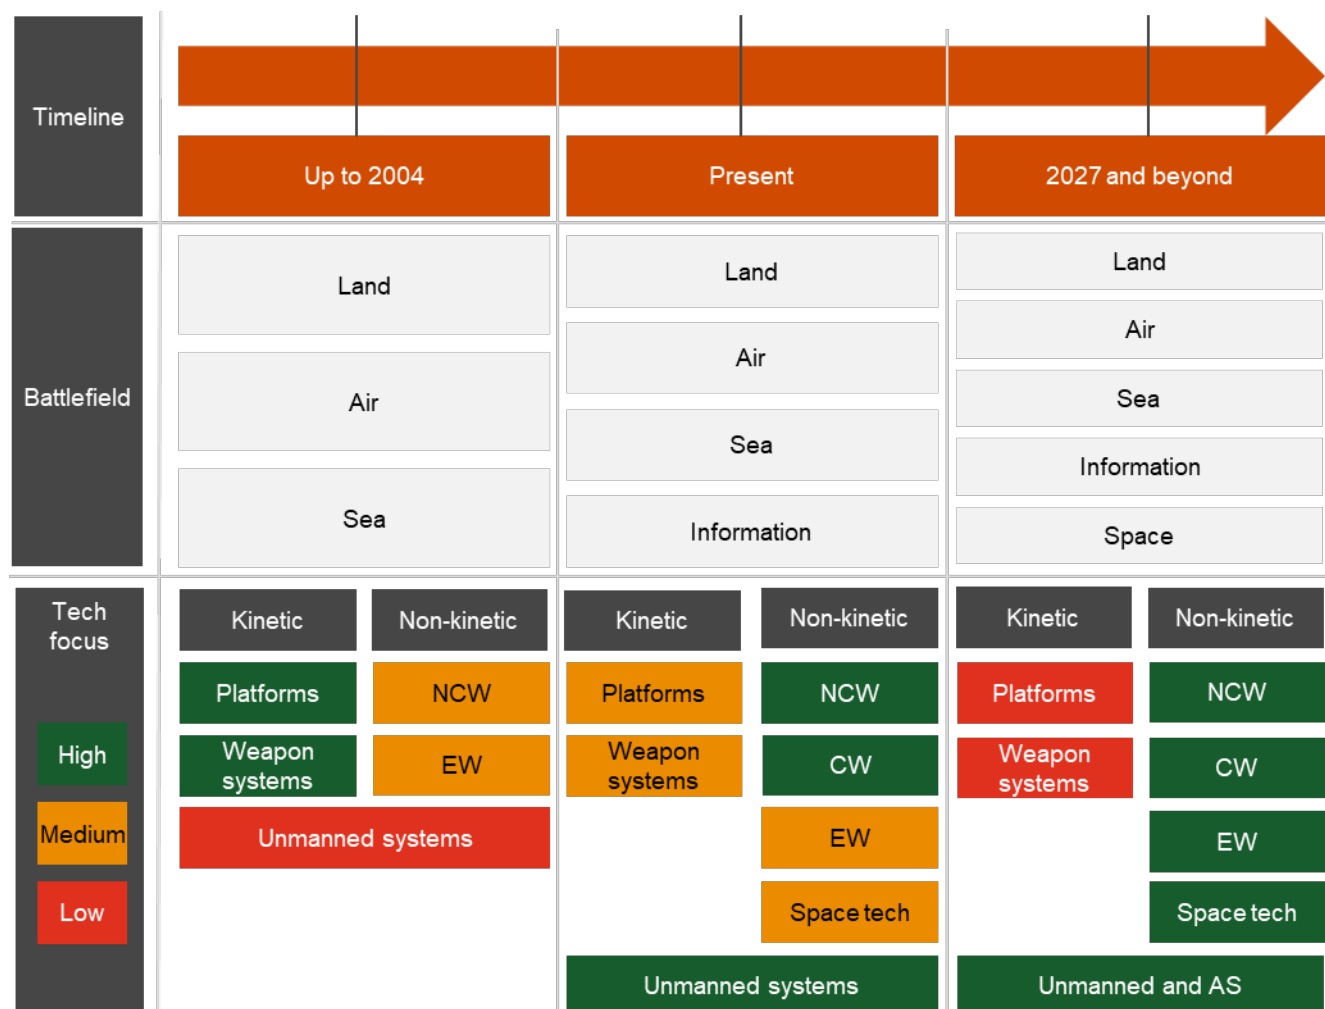 Timeline
Up to 2004
Present
2027 and beyond
Battlefield
Land
Air
Sea
Land
Air
Sea
Information
Land
Air
Sea
Information
Space
Tech
focus
High
Medium
Low
Kinetic
Non-kinetic
Platforms
NCW
Weapon
systems
EW
Unmanned systems
Kinetic
Non-kinetic
Platforms
NCW
Weapon
systems
CW
EW
Space tech
Unmanned systems
Kinetic
Non-kinetic
Platforms
NCW
Weapon
systems
CW
EW
Space tech
Unmanned and AS